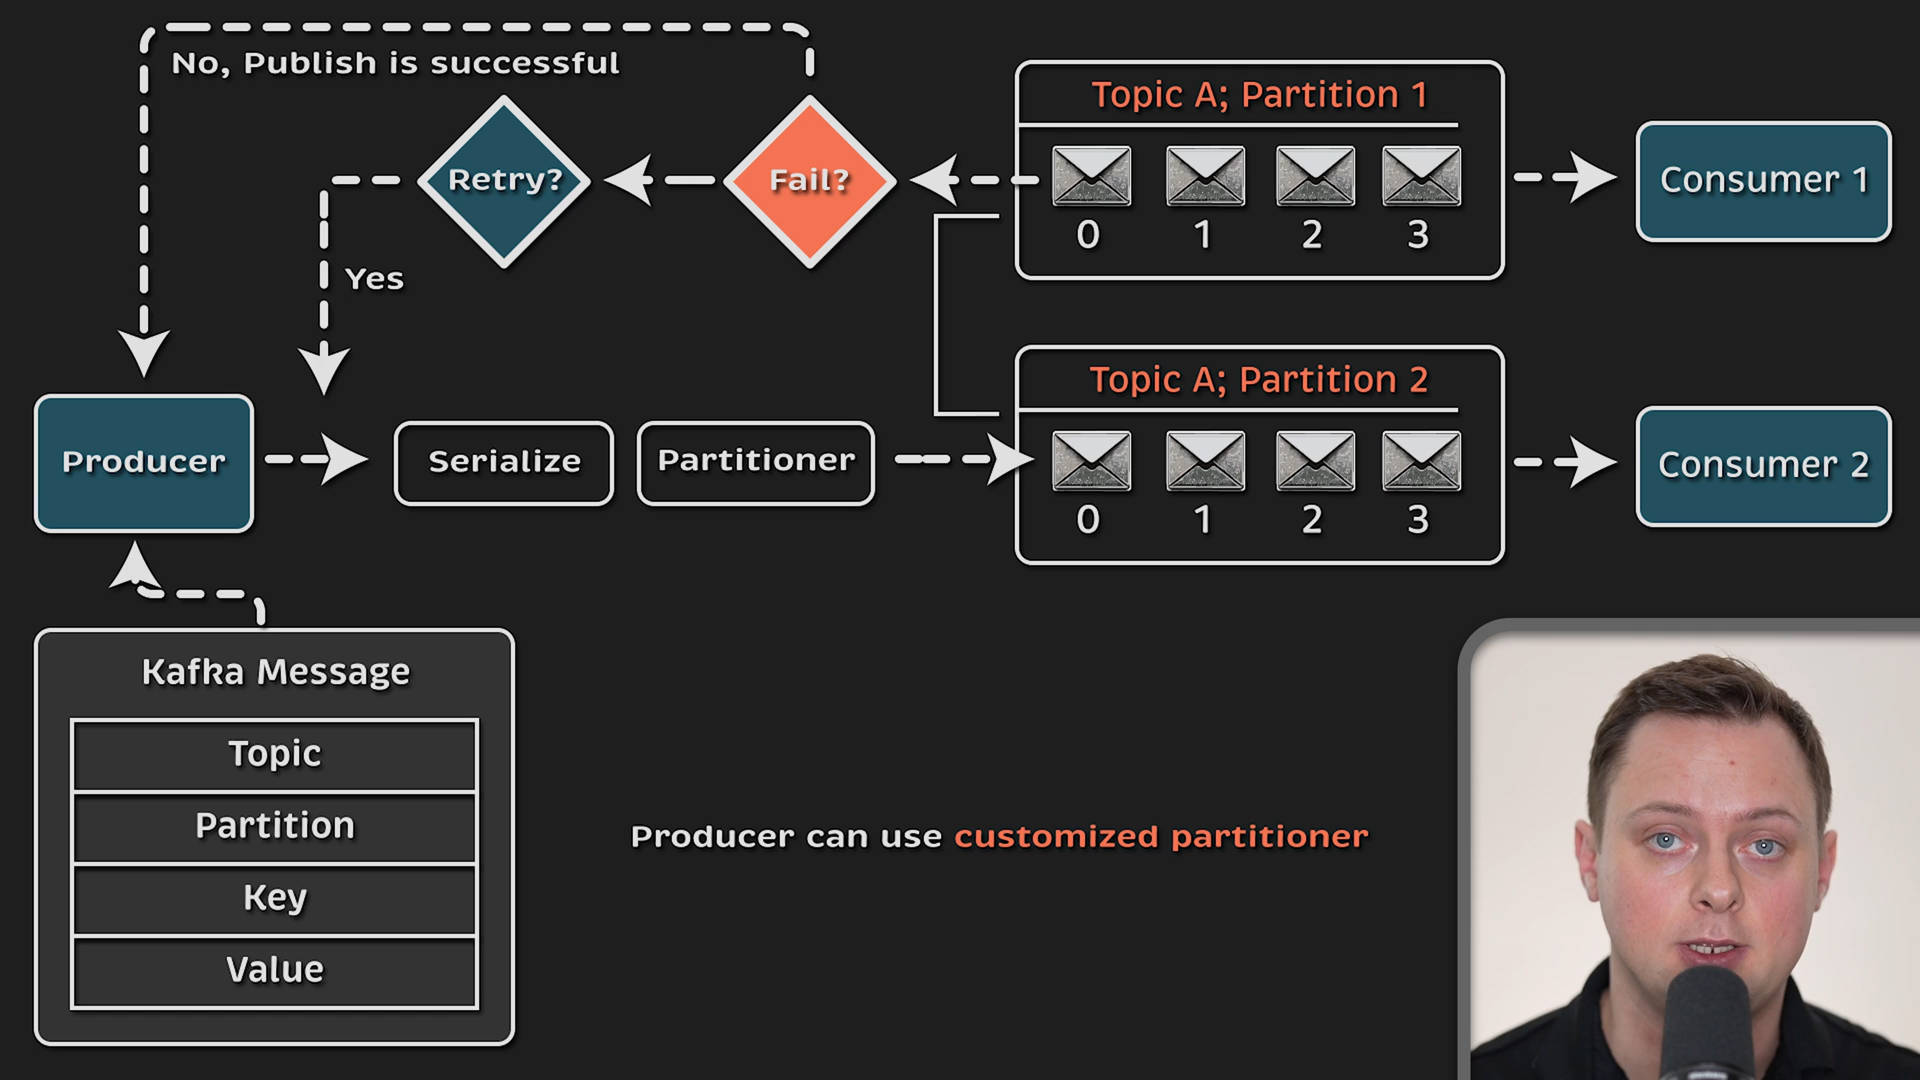 No, Publish is successful
Retry?
Fail?
Topic A; Partition 1
0 1 2 3
Consumer 1
Yes
Topic A; Partition 2
0 1 2 3
Consumer 2
Producer
Serialize
Partitioner
Kafka Message
Topic
Partition
Key
Value
Producer can use customized partitioner